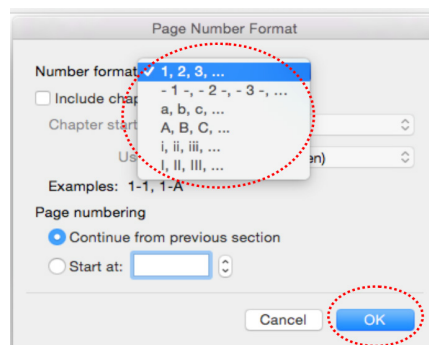 Page Number Format
Number format ✓ 1, 2, 3, ...
- 1 -, - 2 -, - 3 -, ...
Include chap
a, b, c, ...
Chapter start
A, B, C, ...
i, ii, iii, ...
Us en)
I, II, III, ...
Examples: 1-1, 1-A
Page numbering
Continue from previous section
Start at:
Cancel OK